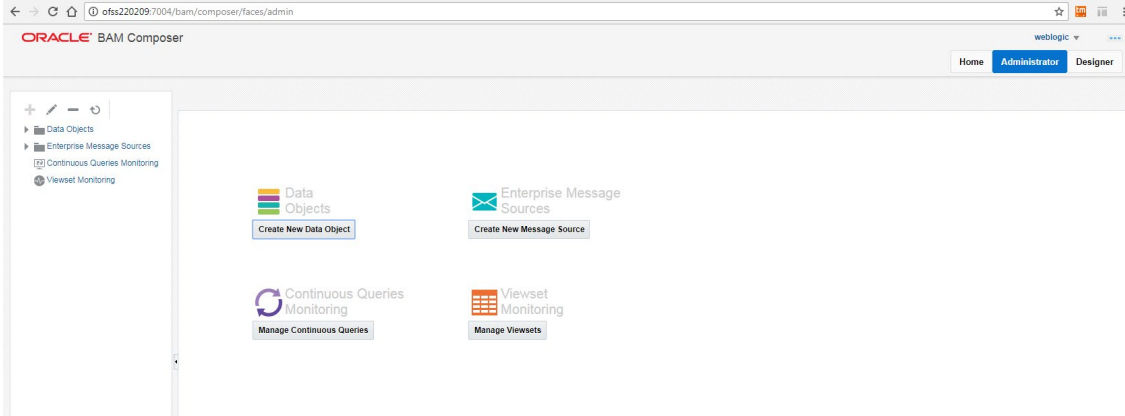 ofss220209:7004/bam/composer/faces/admin
tm
ORACLE® BAM Composer
weblogic
Home Administrator Designer
Data Objects
Enterprise Message Sources
Continuous Queries Monitoring
Viewset Monitoring
Data
Objects
Create New Data Object
Enterprise Message
Sources
Create New Message Source
Continuous Queries
Monitoring
Manage Continuous Queries
Viewset
Monitoring
Manage Viewsets